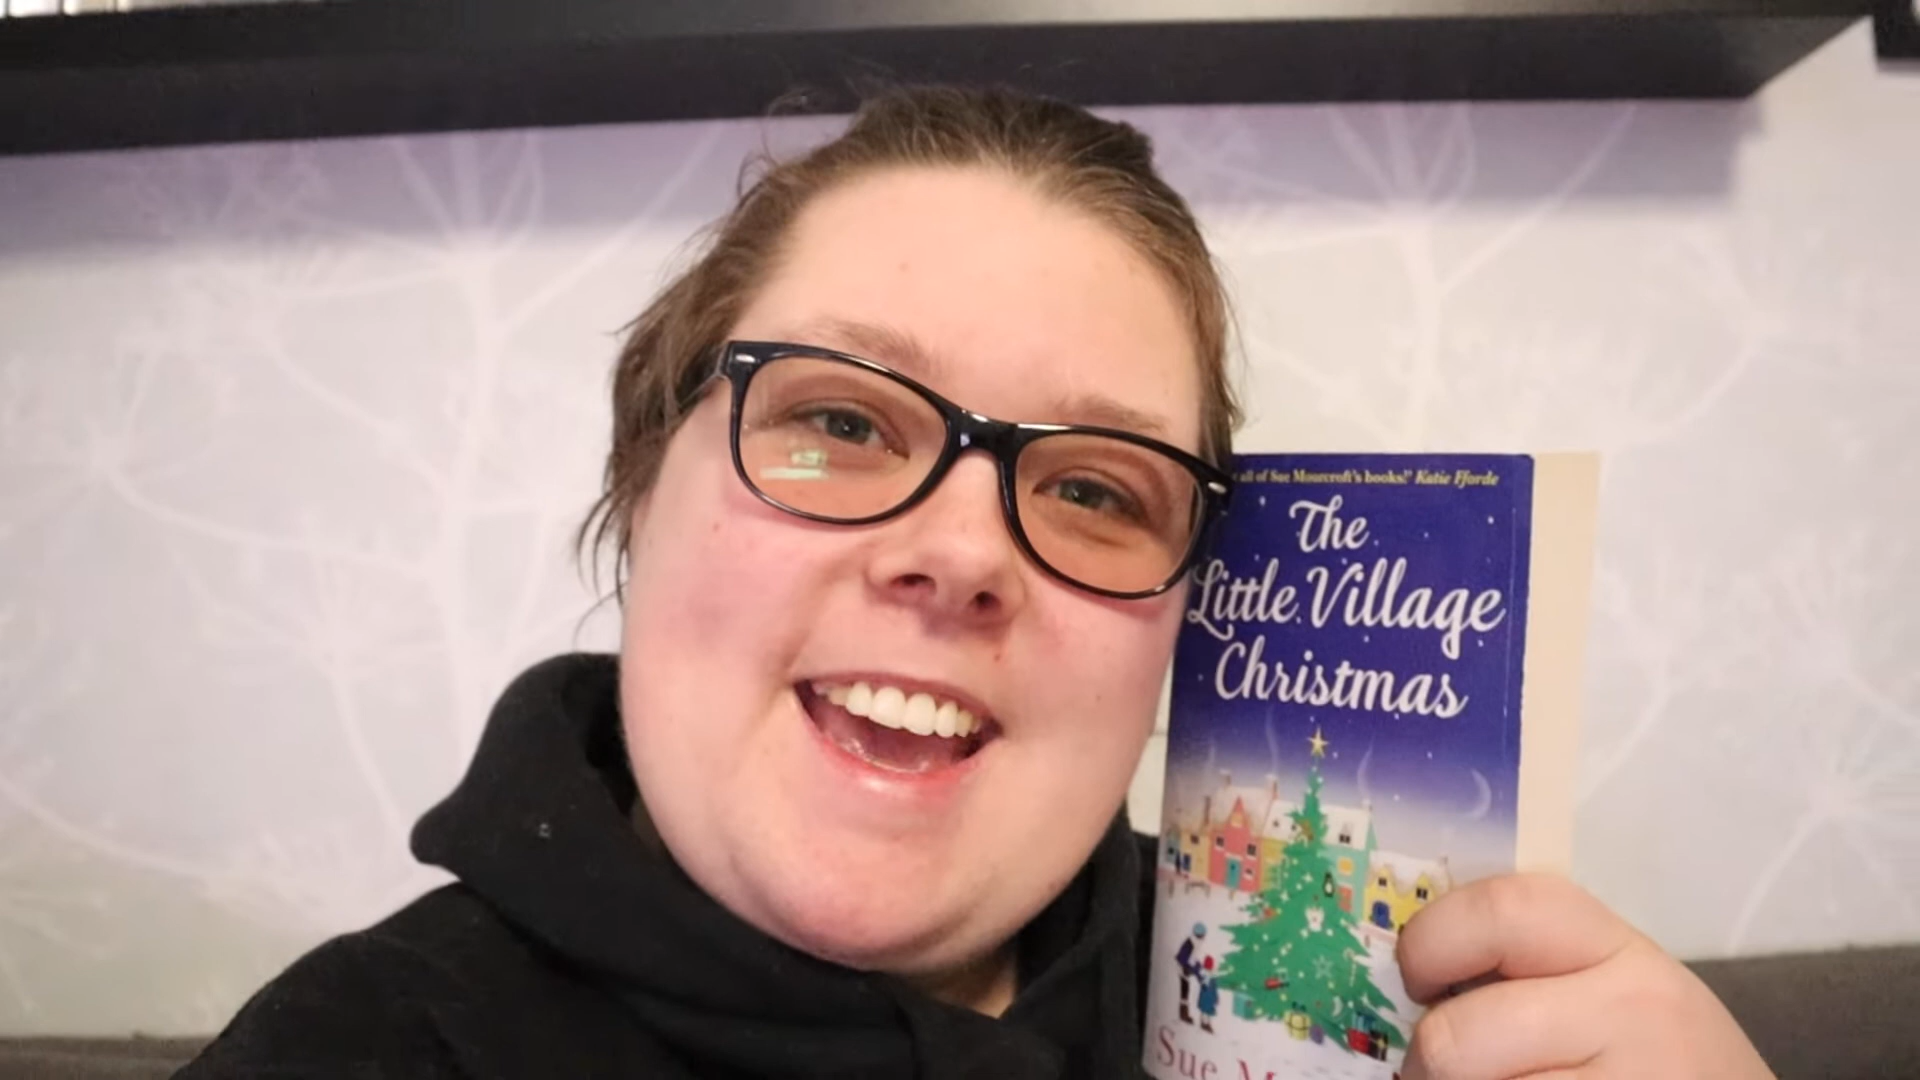 all of Sue Moorcroft's books!" Katie Fforde
The
Little Village
Christmas
Sue